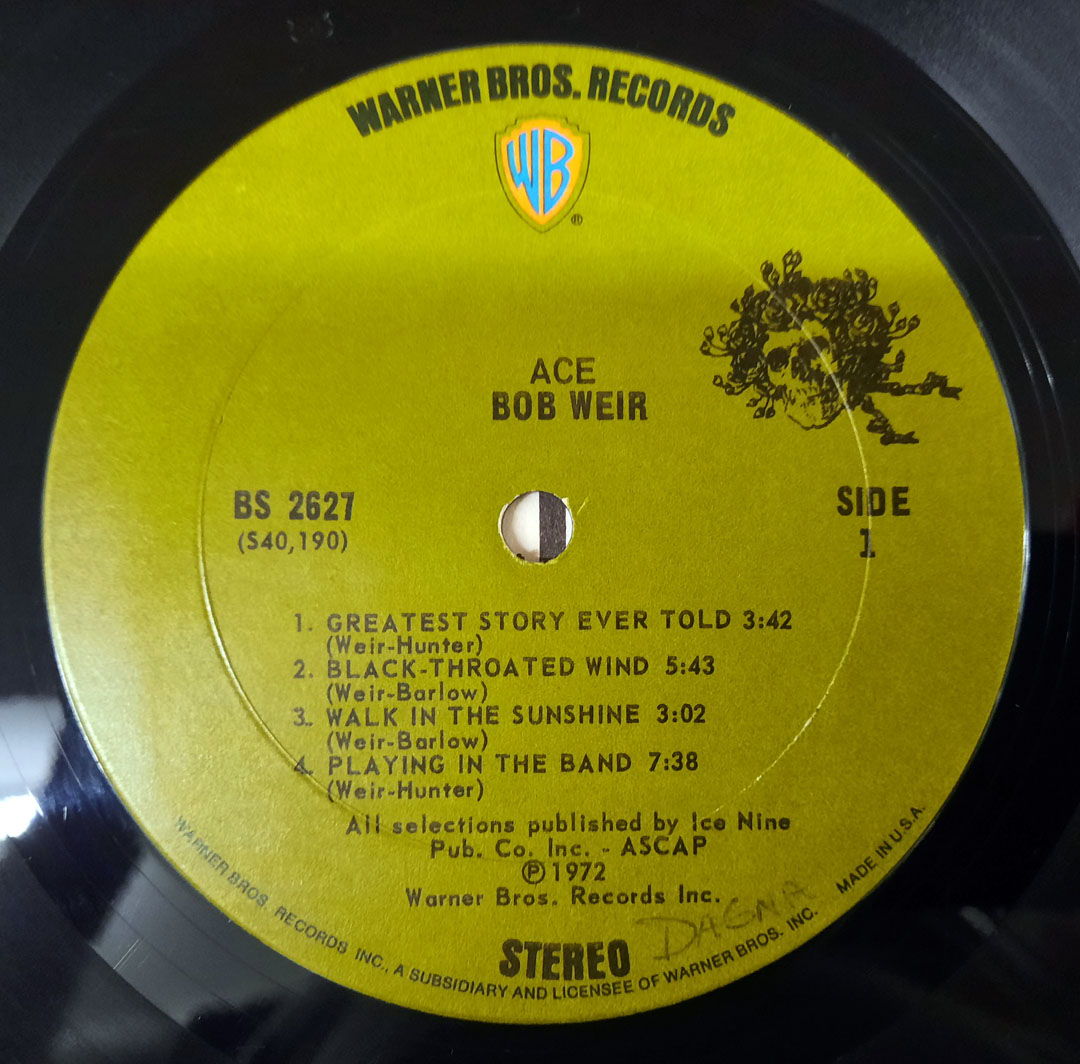 WARNER BROS. RECORDS
WB
®
ACE
BOB WEIR
BS 2627
(S40,190)
SIDE
1
1. GREATEST STORY EVER TOLD 3:42
(Weir-Hunter)
2. BLACK-THROATED WIND 5:43
(Weir-Barlow)
3. WALK IN THE SUNSHINE 3:02
(Weir-Barlow)
4. PLAYING IN THE BAND 7:38
(Weir-Hunter)
All selections published by Ice Nine
Pub. Co. Inc. - ASCAP
Ⓟ1972
Warner Bros. Records Inc.
DAGNA
STEREO
WARNER BROS. RECORDS INC., A SUBSIDIARY AND LICENSEE OF WARNER BROS. INC. MADE IN U.S.A.